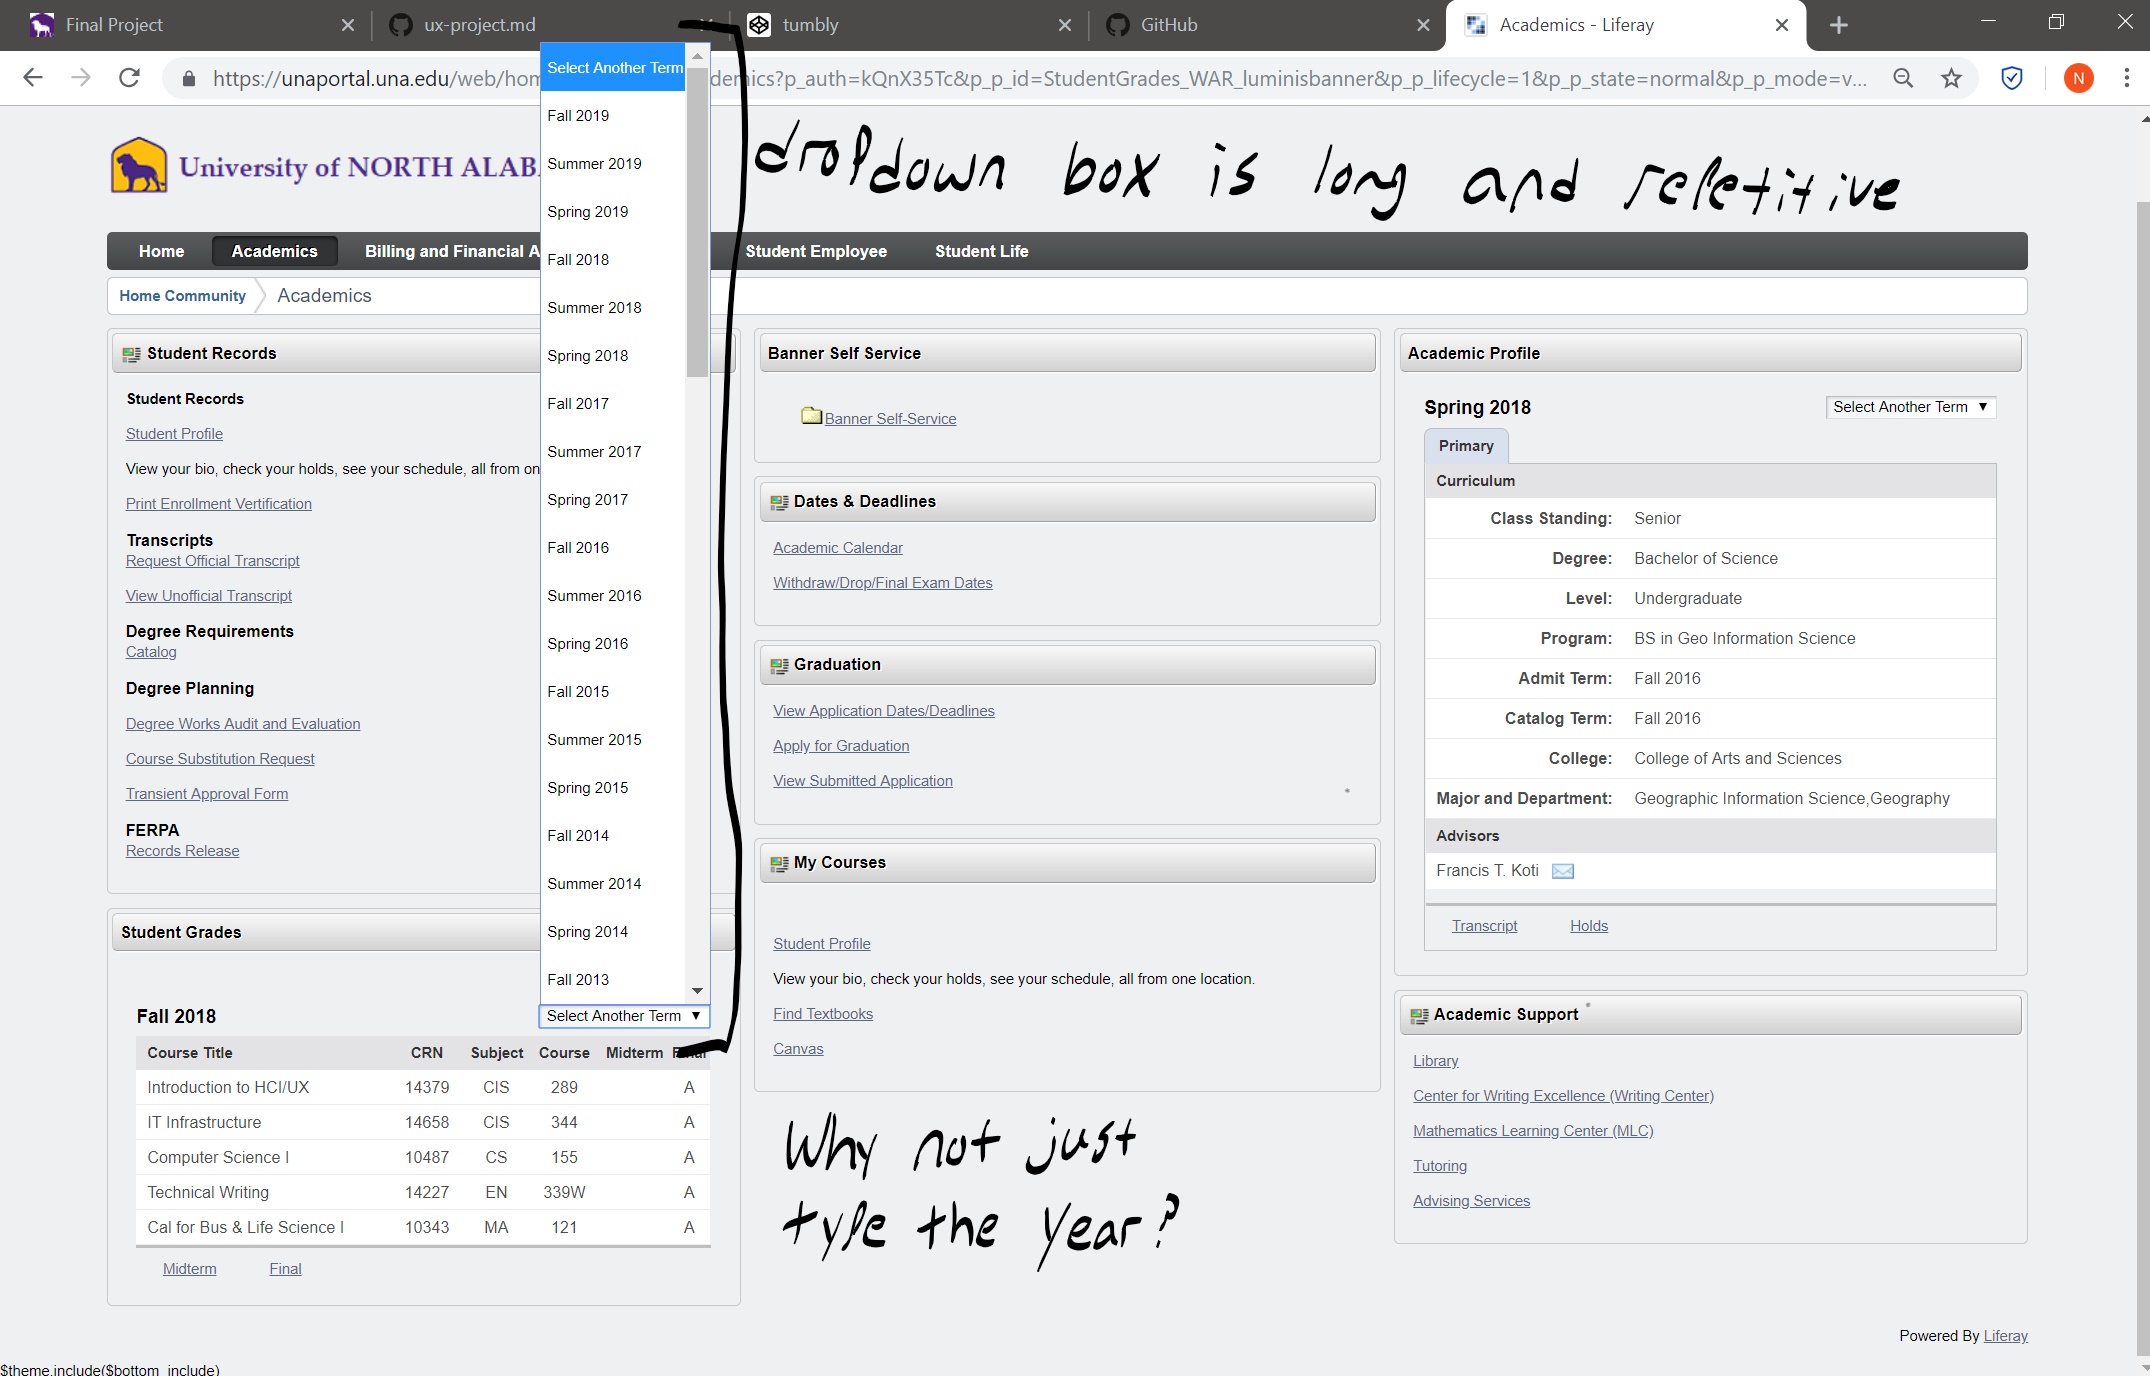 Final Project
ux-project.md
tumbly
GitHub
Academics - Liferay
https://unaportal.una.edu/web/hom
demics?p_auth=kQnX35Tc&p_p_id=StudentGrades_WAR_luminisbanner&p_p_lifecycle=1&p_p_state=normal&p_p_mode=v...
N
University of NORTH ALAB
dropdown box is long and repetitive
Home
Academics
Billing and Financial A
Student Employee
Student Life
Home Community
Academics
Select Another Term
Fall 2019
Summer 2019
Spring 2019
Fall 2018
Summer 2018
Spring 2018
Fall 2017
Summer 2017
Spring 2017
Fall 2016
Summer 2016
Spring 2016
Fall 2015
Summer 2015
Spring 2015
Fall 2014
Summer 2014
Spring 2014
Fall 2013
Student Records
Student Records
Student Profile
View your bio, check your holds, see your schedule, all from on
Print Enrollment Vertification
Transcripts
Request Official Transcript
View Unofficial Transcript
Degree Requirements
Catalog
Degree Planning
Degree Works Audit and Evaluation
Course Substitution Request
Transient Approval Form
FERPA
Records Release
Student Grades
Fall 2018
Select Another Term
Course Title CRN Subject Course Midterm Final
Introduction to HCI/UX 14379 CIS 289 A
IT Infrastructure 14658 CIS 344 A
Computer Science I 10487 CS 155 A
Technical Writing 14227 EN 339W A
Cal for Bus & Life Science I 10343 MA 121 A
Midterm Final
Banner Self Service
Banner Self-Service
Dates & Deadlines
Academic Calendar
Withdraw/Drop/Final Exam Dates
Graduation
View Application Dates/Deadlines
Apply for Graduation
View Submitted Application
My Courses
Student Profile
View your bio, check your holds, see your schedule, all from one location.
Find Textbooks
Canvas
Why not just
type the year?
Academic Profile
Spring 2018
Select Another Term
Primary
Curriculum
Class Standing: Senior
Degree: Bachelor of Science
Level: Undergraduate
Program: BS in Geo Information Science
Admit Term: Fall 2016
Catalog Term: Fall 2016
College: College of Arts and Sciences
Major and Department: Geographic Information Science,Geography
Advisors
Francis T. Koti
Transcript Holds
Academic Support
Library
Center for Writing Excellence (Writing Center)
Mathematics Learning Center (MLC)
Tutoring
Advising Services
Powered By Liferay
$theme.include($bottom_include)